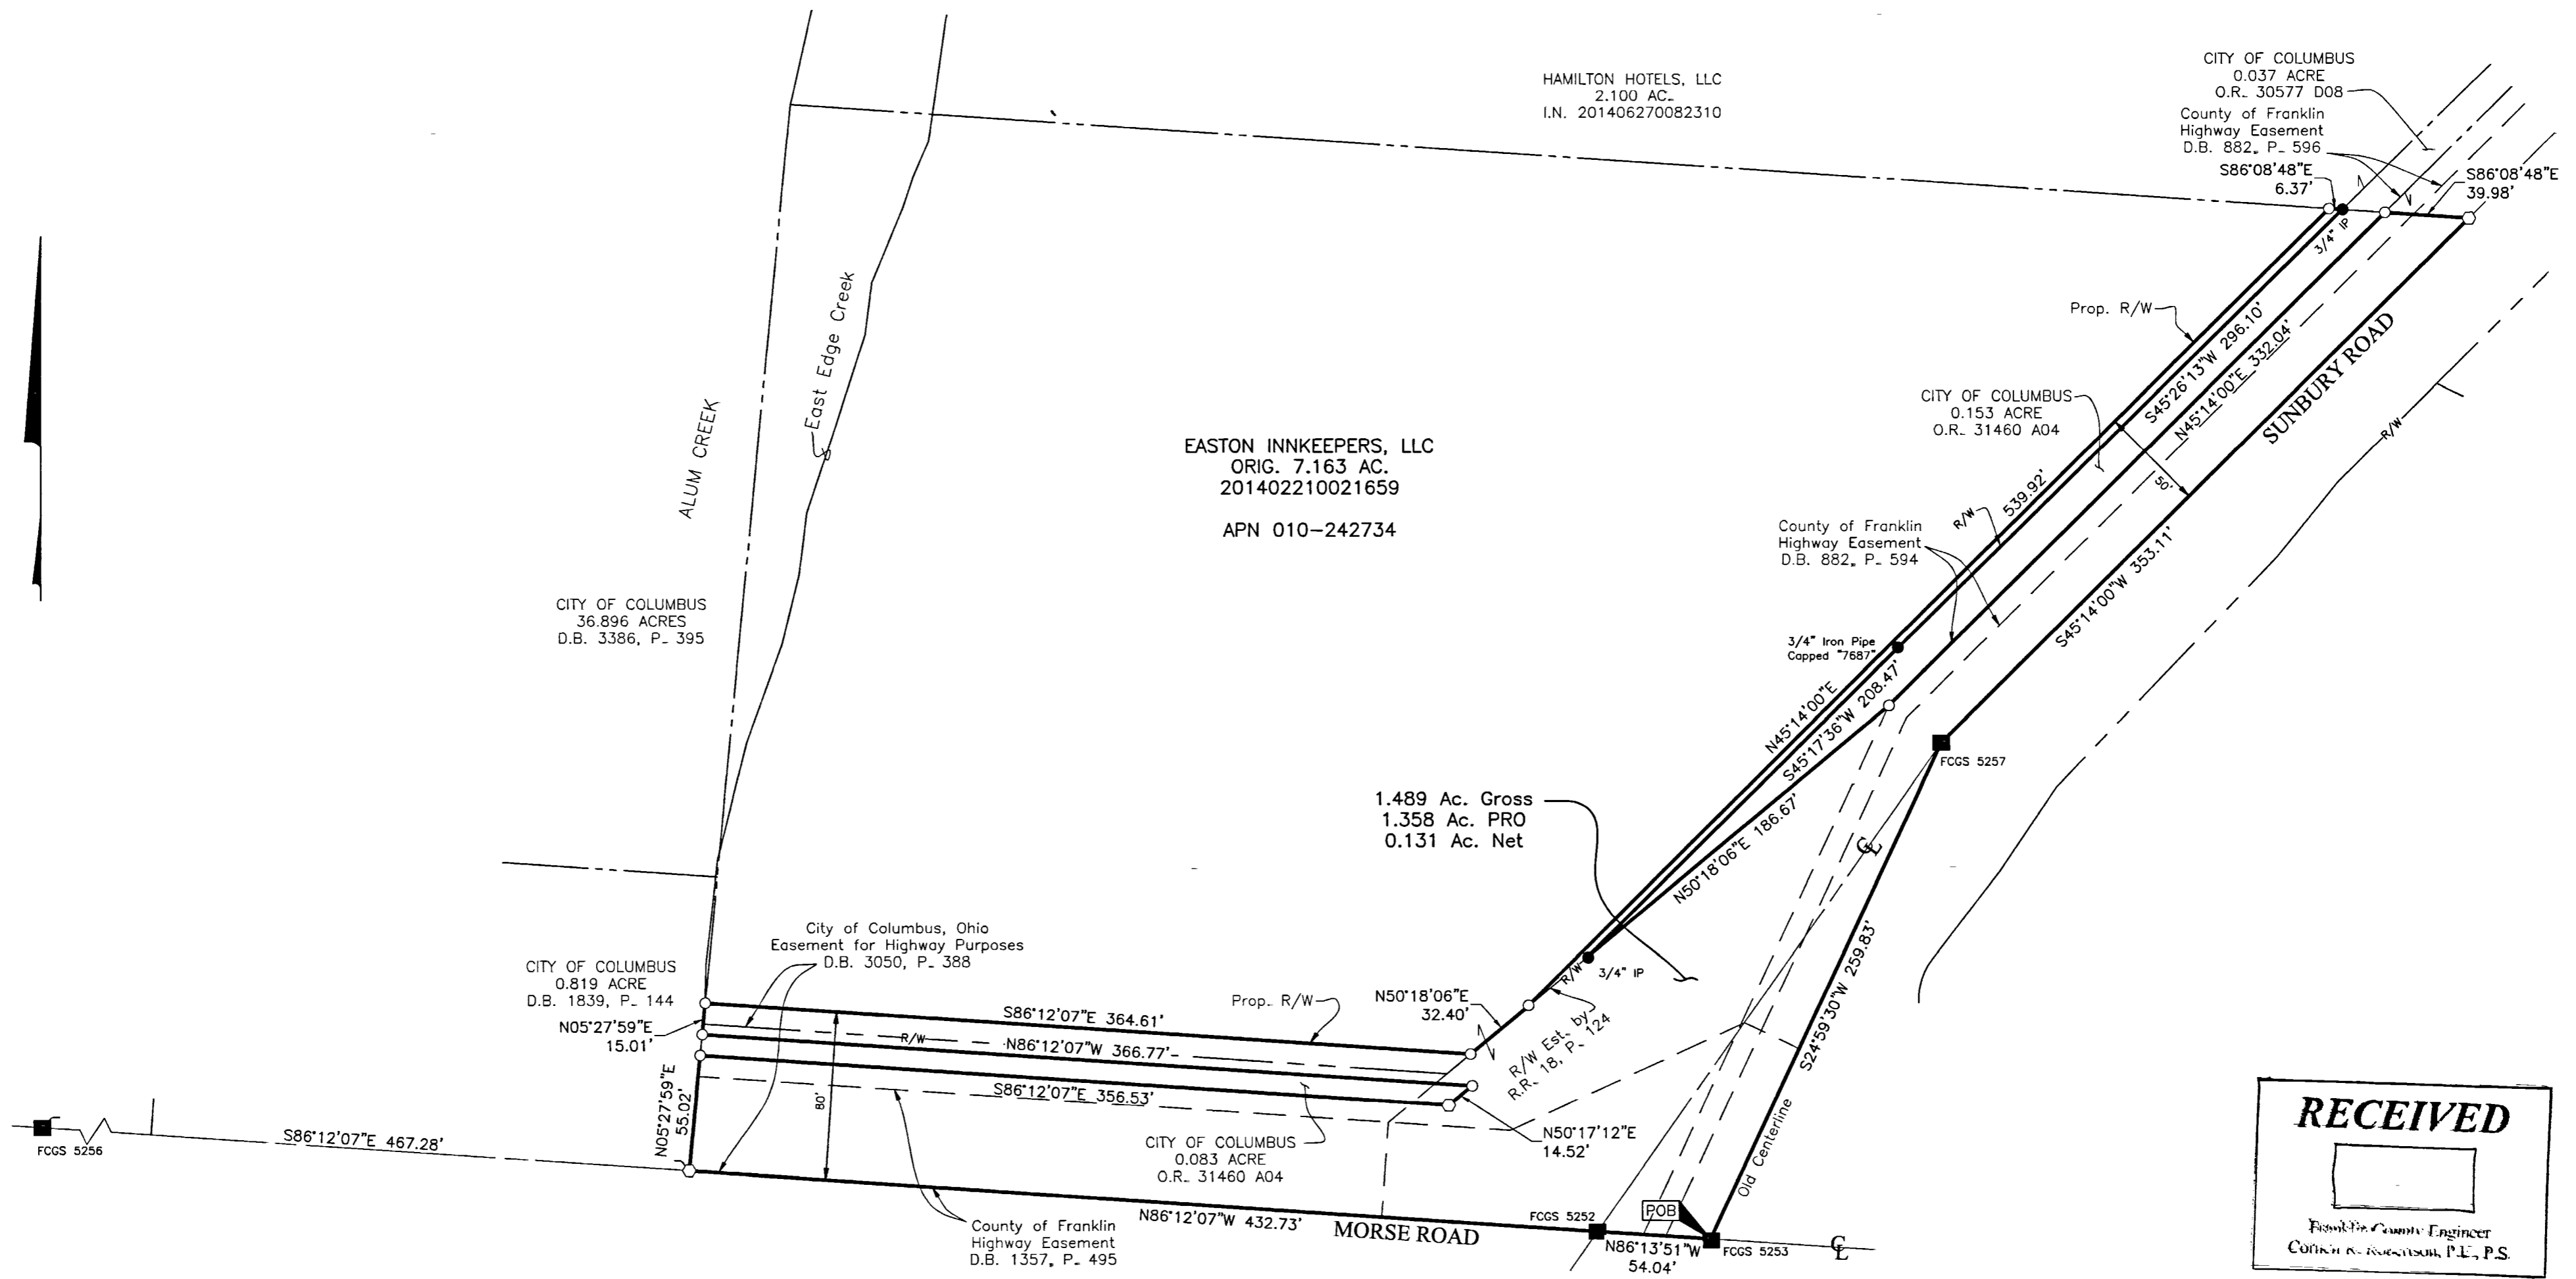 HAMILTON HOTELS, LLC
2.100 AC.
I.N. 201406270082310
CITY OF COLUMBUS
0.037 ACRE
O.R. 30577 D08
County of Franklin
Highway Easement
D.B. 882, P. 596
S86°08'48"E
6.37'
S86°08'48"E
39.98'
3/4" IP
Prop. R/W
S45°26'13"W 296.10'
N45°14'00"E 332.04'
SUNBURY ROAD
R/W
CITY OF COLUMBUS
0.153 ACRE
O.R. 31460 A04
50'
539.92'
R/W
County of Franklin
Highway Easement
D.B. 882, P. 594
S45°14'00"W 353.11'
East Edge Creek
ALUM CREEK
EASTON INNKEEPERS, LLC
ORIG. 7.163 AC.
201402210021659
APN 010-242734
CITY OF COLUMBUS
36.896 ACRES
D.B. 3386, P. 395
3/4" Iron Pipe
Capped "7687"
N45°14'00"E
S45°17'36"W 208.47'
FCGS 5257
1.489 Ac. Gross
1.358 Ac. PRO
0.131 Ac. Net
N50°18'06"E 186.67'
CL
S24°59'30"W 259.83'
Old Centerline
City of Columbus, Ohio
Easement for Highway Purposes
D.B. 3050, P. 388
CITY OF COLUMBUS
0.819 ACRE
D.B. 1839, P. 144
N05°27'59"E
15.01'
Prop. R/W
N50°18'06"E
32.40'
R/W
3/4" IP
R/W Est. by
R.R. 18, P. 124
S86°12'07"E 364.61'
R/W
N86°12'07"W 366.77'
S86°12'07"E 356.53'
80'
N05°27'59"E
55.02'
N50°17'12"E
14.52'
CITY OF COLUMBUS
0.083 ACRE
O.R. 31460 A04
FCGS 5256
S86°12'07"E 467.28'
County of Franklin
Highway Easement
D.B. 1357, P. 495
N86°12'07"W 432.73'
MORSE ROAD
FCGS 5252
POB
N86°13'51"W
54.04'
FCGS 5253
CL
RECEIVED
Franklin County Engineer
P.E., P.S.